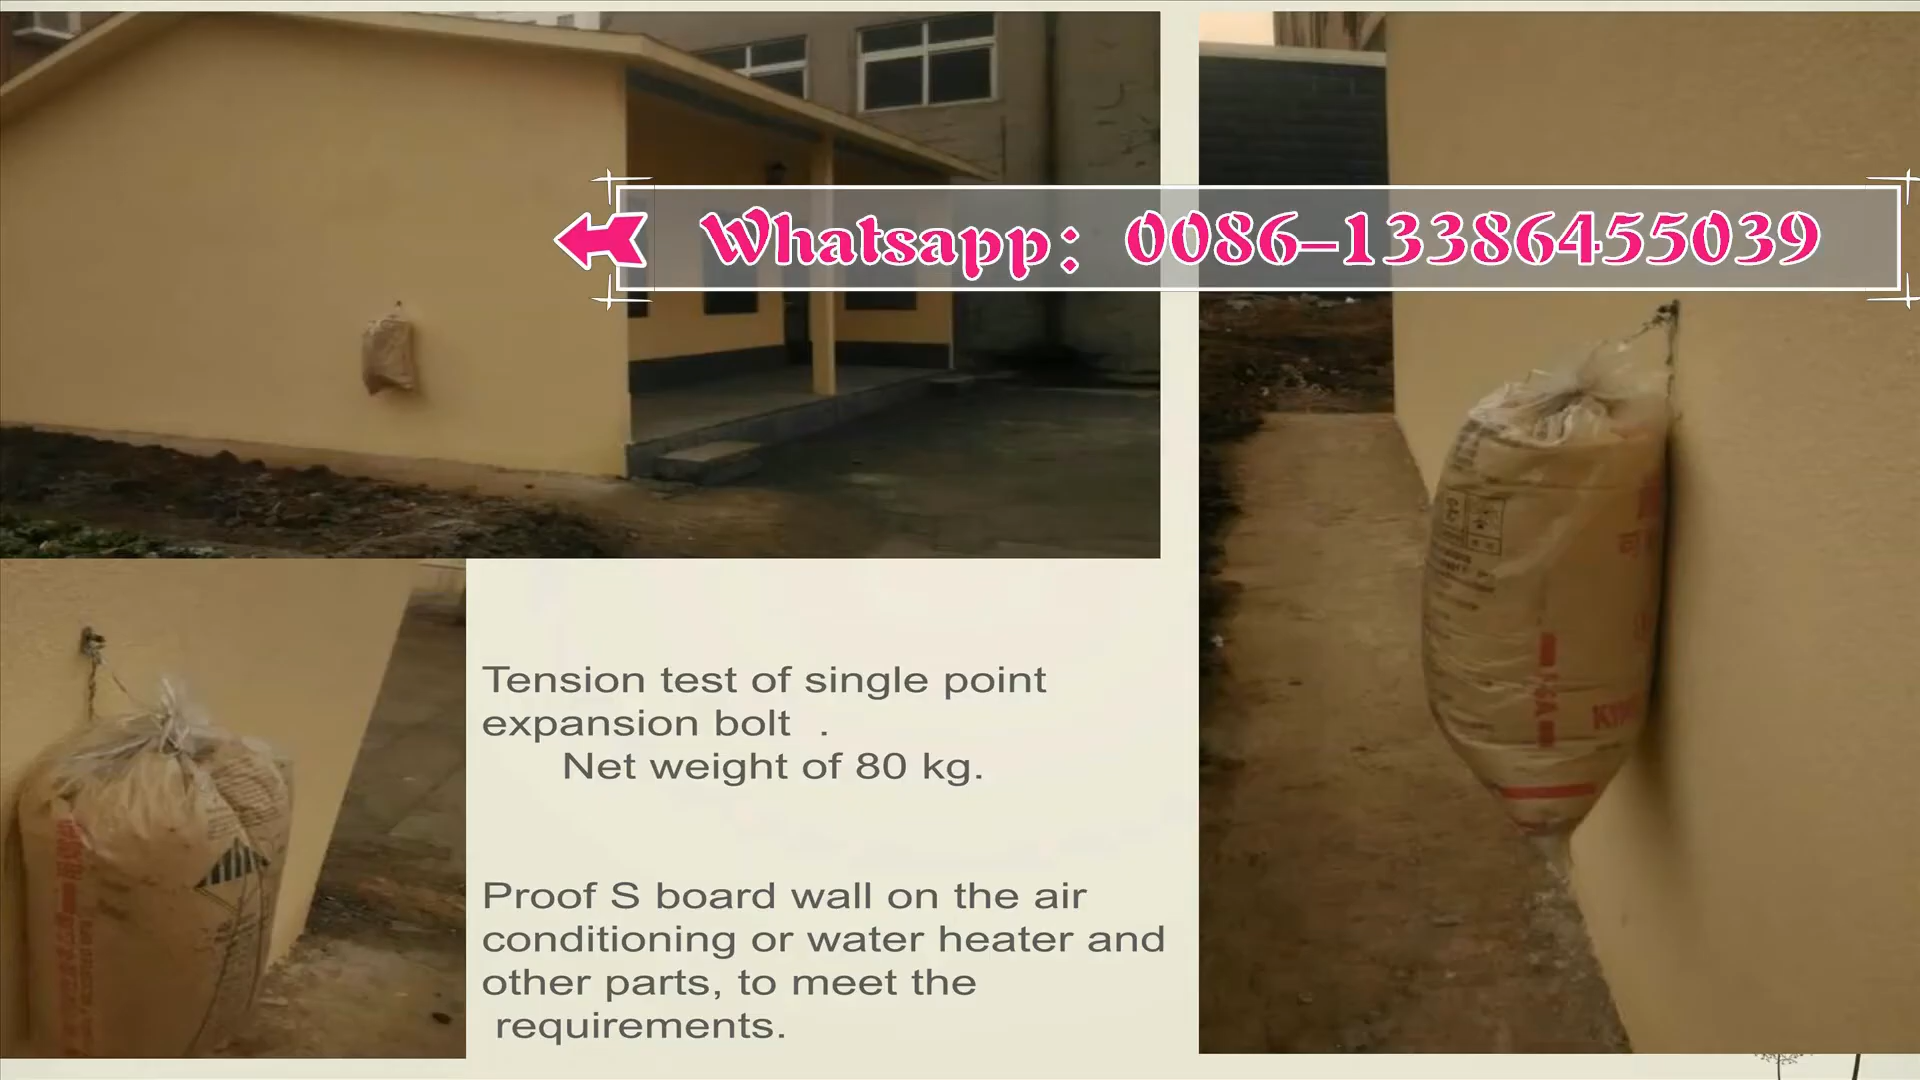 Whatsapp: 0086-13386455039
Tension test of single point
expansion bolt .
Net weight of 80 kg.
Proof S board wall on the air
conditioning or water heater and
other parts, to meet the
requirements.